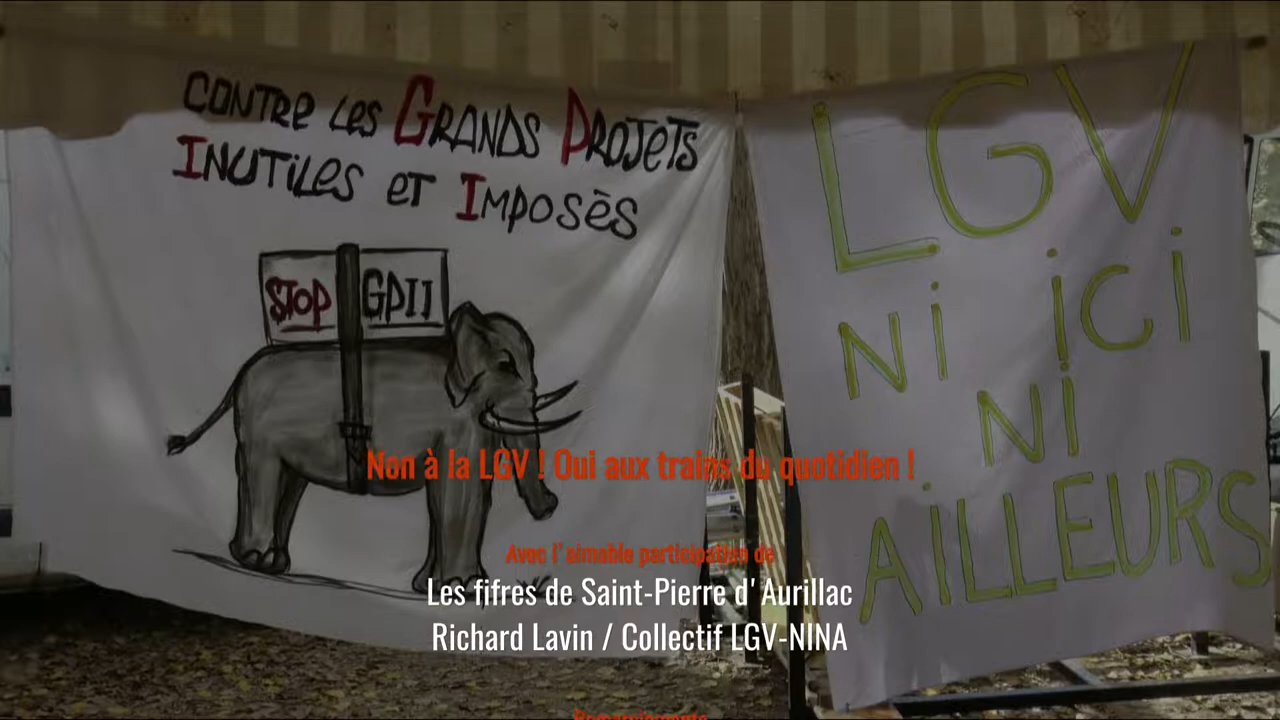 CONTRE LES GRANDS PROJETS
INUTILES ET IMPOSÉS
STOP GPII
LGV
Ni iCi
Ni
AiLLEURS
Non à la LGV ! Oui aux trains du quotidien !
Avec l'aimable participation de
Les fifres de Saint-Pierre d'Aurillac
Richard Lavin / Collectif LGV-NINA
Remerciements